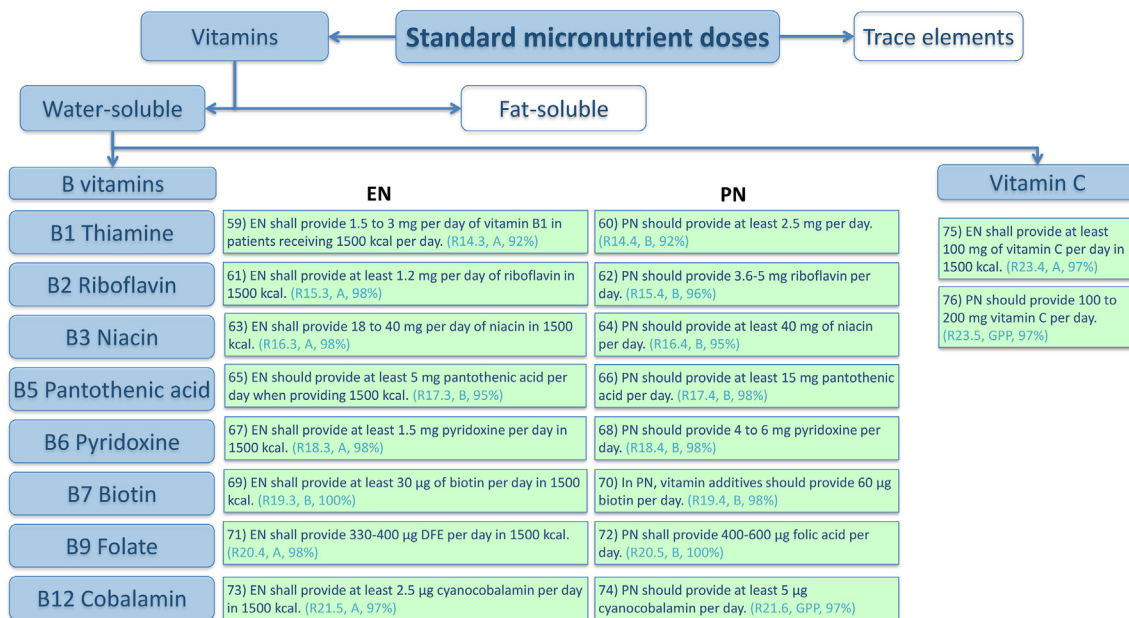 Vitamins
Standard micronutrient doses
Trace elements
Water-soluble
Fat-soluble
B vitamins
EN
PN
Vitamin C
B1 Thiamine
59) EN shall provide 1.5 to 3 mg per day of vitamin B1 in
patients receiving 1500 kcal per day. (R14.3, A, 92%)
60) PN should provide at least 2.5 mg per day.
(R14.4, B, 92%)
B2 Riboflavin
61) EN shall provide at least 1.2 mg per day of riboflavin in
1500 kcal. (R15.3, A, 98%)
62) PN should provide 3.6-5 mg riboflavin per
day. (R15.4, B, 96%)
B3 Niacin
63) EN shall provide 18 to 40 mg per day of niacin in 1500
kcal. (R16.3, A, 98%)
64) PN should provide at least 40 mg of niacin
per day. (R16.4, B, 95%)
B5 Pantothenic acid
65) EN should provide at least 5 mg pantothenic acid per
day when providing 1500 kcal. (R17.3, B, 95%)
66) PN should provide at least 15 mg pantothenic
acid per day. (R17.4, B, 98%)
B6 Pyridoxine
67) EN shall provide at least 1.5 mg pyridoxine per day in
1500 kcal. (R18.3, A, 98%)
68) PN should provide 4 to 6 mg pyridoxine per
day. (R18.4, B, 98%)
B7 Biotin
69) EN shall provide at least 30 µg of biotin per day in 1500
kcal. (R19.3, B, 100%)
70) In PN, vitamin additives should provide 60 µg
biotin per day. (R19.4, B, 98%)
B9 Folate
71) EN shall provide 330-400 µg DFE per day in 1500 kcal.
(R20.4, A, 98%)
72) PN shall provide 400-600 µg folic acid per
day. (R20.5, B, 100%)
B12 Cobalamin
73) EN shall provide at least 2.5 µg cyanocobalamin per day
in 1500 kcal. (R21.5, A, 97%)
74) PN should provide at least 5 µg
cyanocobalamin per day. (R21.6, GPP, 97%)
75) EN shall provide at least
100 mg of vitamin C per day in
1500 kcal. (R23.4, A, 97%)
76) PN should provide 100 to
200 mg vitamin C per day.
(R23.5, GPP, 97%)